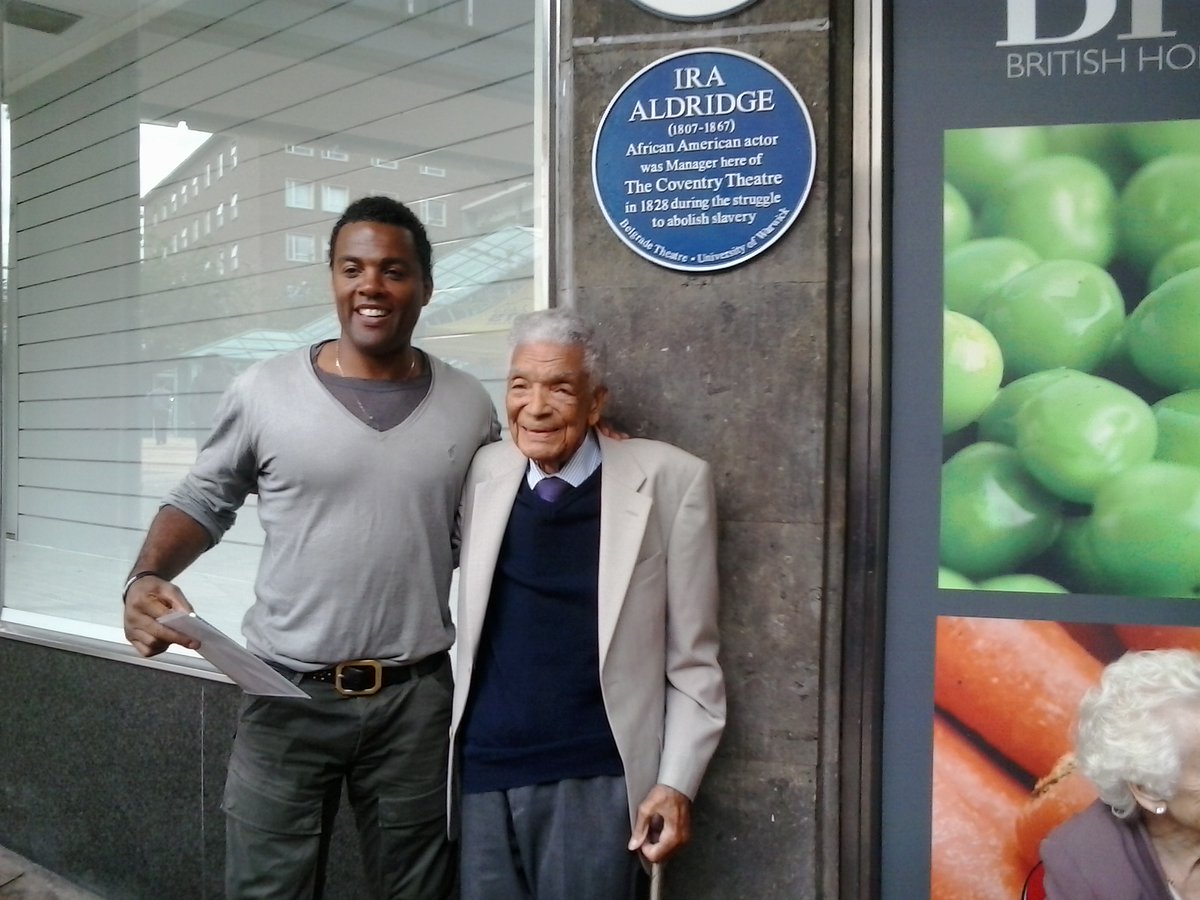 IRA
ALDRIDGE
(1807-1867)
African American actor
was Manager here of
The Coventry Theatre
in 1828 during the struggle
to abolish slavery
Belgrade Theatre • University of Warwick
BRITISH HO